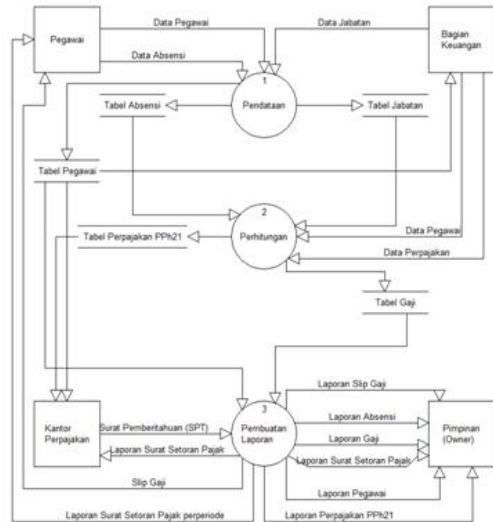 Data Pegawai
Data Jabatan
Pegawai
Bagian
Keuangan
Data Absensi
1
Pendataan
Tabel Absensi
Tabel Jabatan
Tabel Pegawai
2
Perhitungan
Tabel Perpajakan PPh21
Data Pegawai
Data Perpajakan
Tabel Gaji
Laporan Slip Gaji
3
Pembuatan
Laporan
Kantor
Perpajakan
Surat Pemberitahuan (SPT)
Laporan Surat Setoran Pajak
Laporan Absensi
Laporan Gaji
Laporan Surat Setoran Pajak
Pimpinan
(Owner)
Slip Gaji
Laporan Pegawai
Laporan Surat Setoran Pajak perperiode
Laporan Perpajakan PPh21